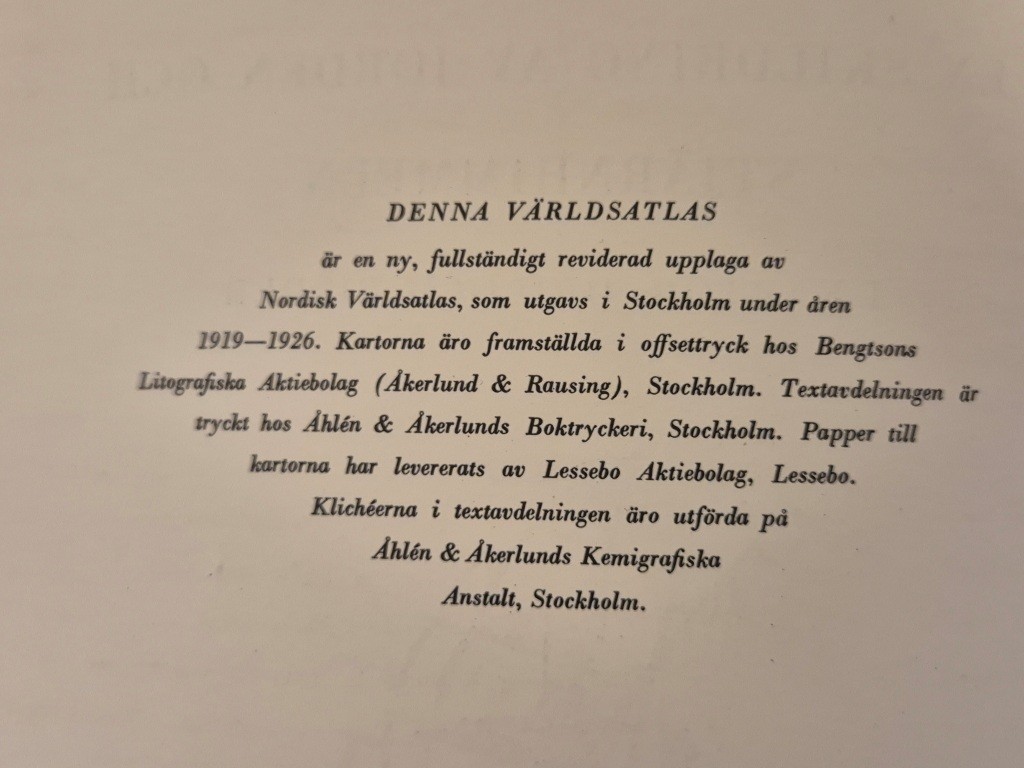 DENNA VÄRLDSATLAS
är en ny, fullständigt reviderad upplaga av
Nordisk Världsatlas, som utgavs i Stockholm under åren
1919—1926. Kartorna äro framställda i offsettryck hos Bengtsons
Litografiska Aktiebolag (Åkerlund & Rausing), Stockholm. Textavdelningen är
tryckt hos Åhlén & Åkerlunds Boktryckeri, Stockholm. Papper till
kartorna har levererats av Lessebo Aktiebolag, Lessebo.
Klichéerna i textavdelningen äro utförda på
Åhlén & Åkerlunds Kemigrafiska
Anstalt, Stockholm.